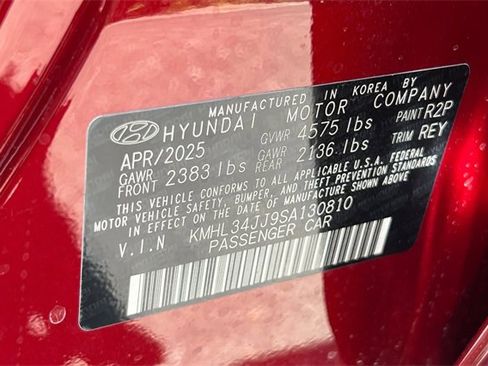 MANUFACTURED IN KOREA BY
HYUNDAI MOTOR COMPANY
APR/2025 GVWR 4575 lbs PAINT R2P
GAWR FRONT 2383 lbs GAWR REAR 2136 lbs TRIM REY
THIS VEHICLE CONFORMS TO ALL APPLICABLE U.S.A. FEDERAL
MOTOR VEHICLE SAFETY, BUMPER, AND THEFT PREVENTION STANDARDS
IN EFFECT ON THE DATE OF MANUFACTURE SHOWN ABOVE.
V.I.N KMHL34JJ9SA130810
PASSENGER CAR